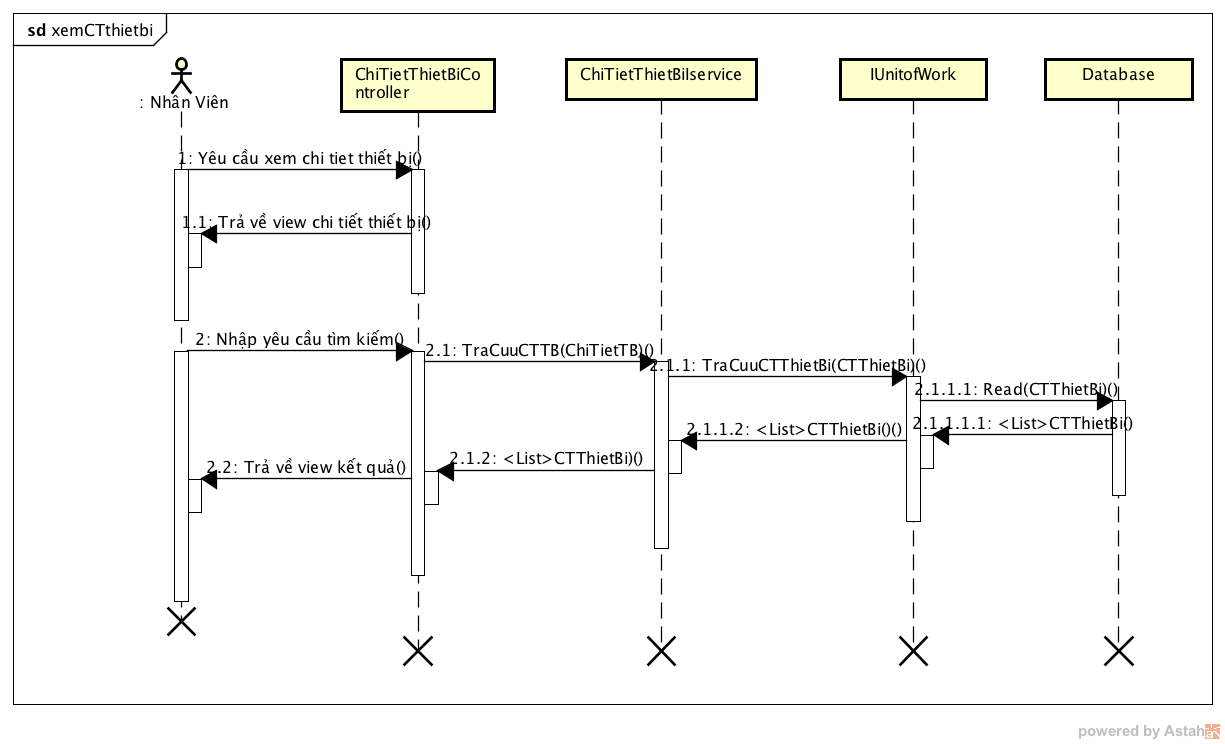 sd xemCTthietbi
: Nhân Viên
ChiTietThietBiCo
ntroller
ChiTietThietBiIservice
IUnitofWork
Database
1: Yêu cầu xem chi tiet thiết bị()
1.1: Trả về view chi tiết thiết bị()
2: Nhập yêu cầu tìm kiếm()
2.1: TraCuuCTTB(ChiTietTB)()
2.1.1: TraCuuCTThietBi(CTThietBi)()
2.1.1.1: Read(CTThietBi)()
2.1.1.1.1: <List>CTThietBi()
2.1.1.2: <List>CTThietBi()()
2.1.2: <List>CTThietBi)()
2.2: Trả về view kết quả()
powered by Astah